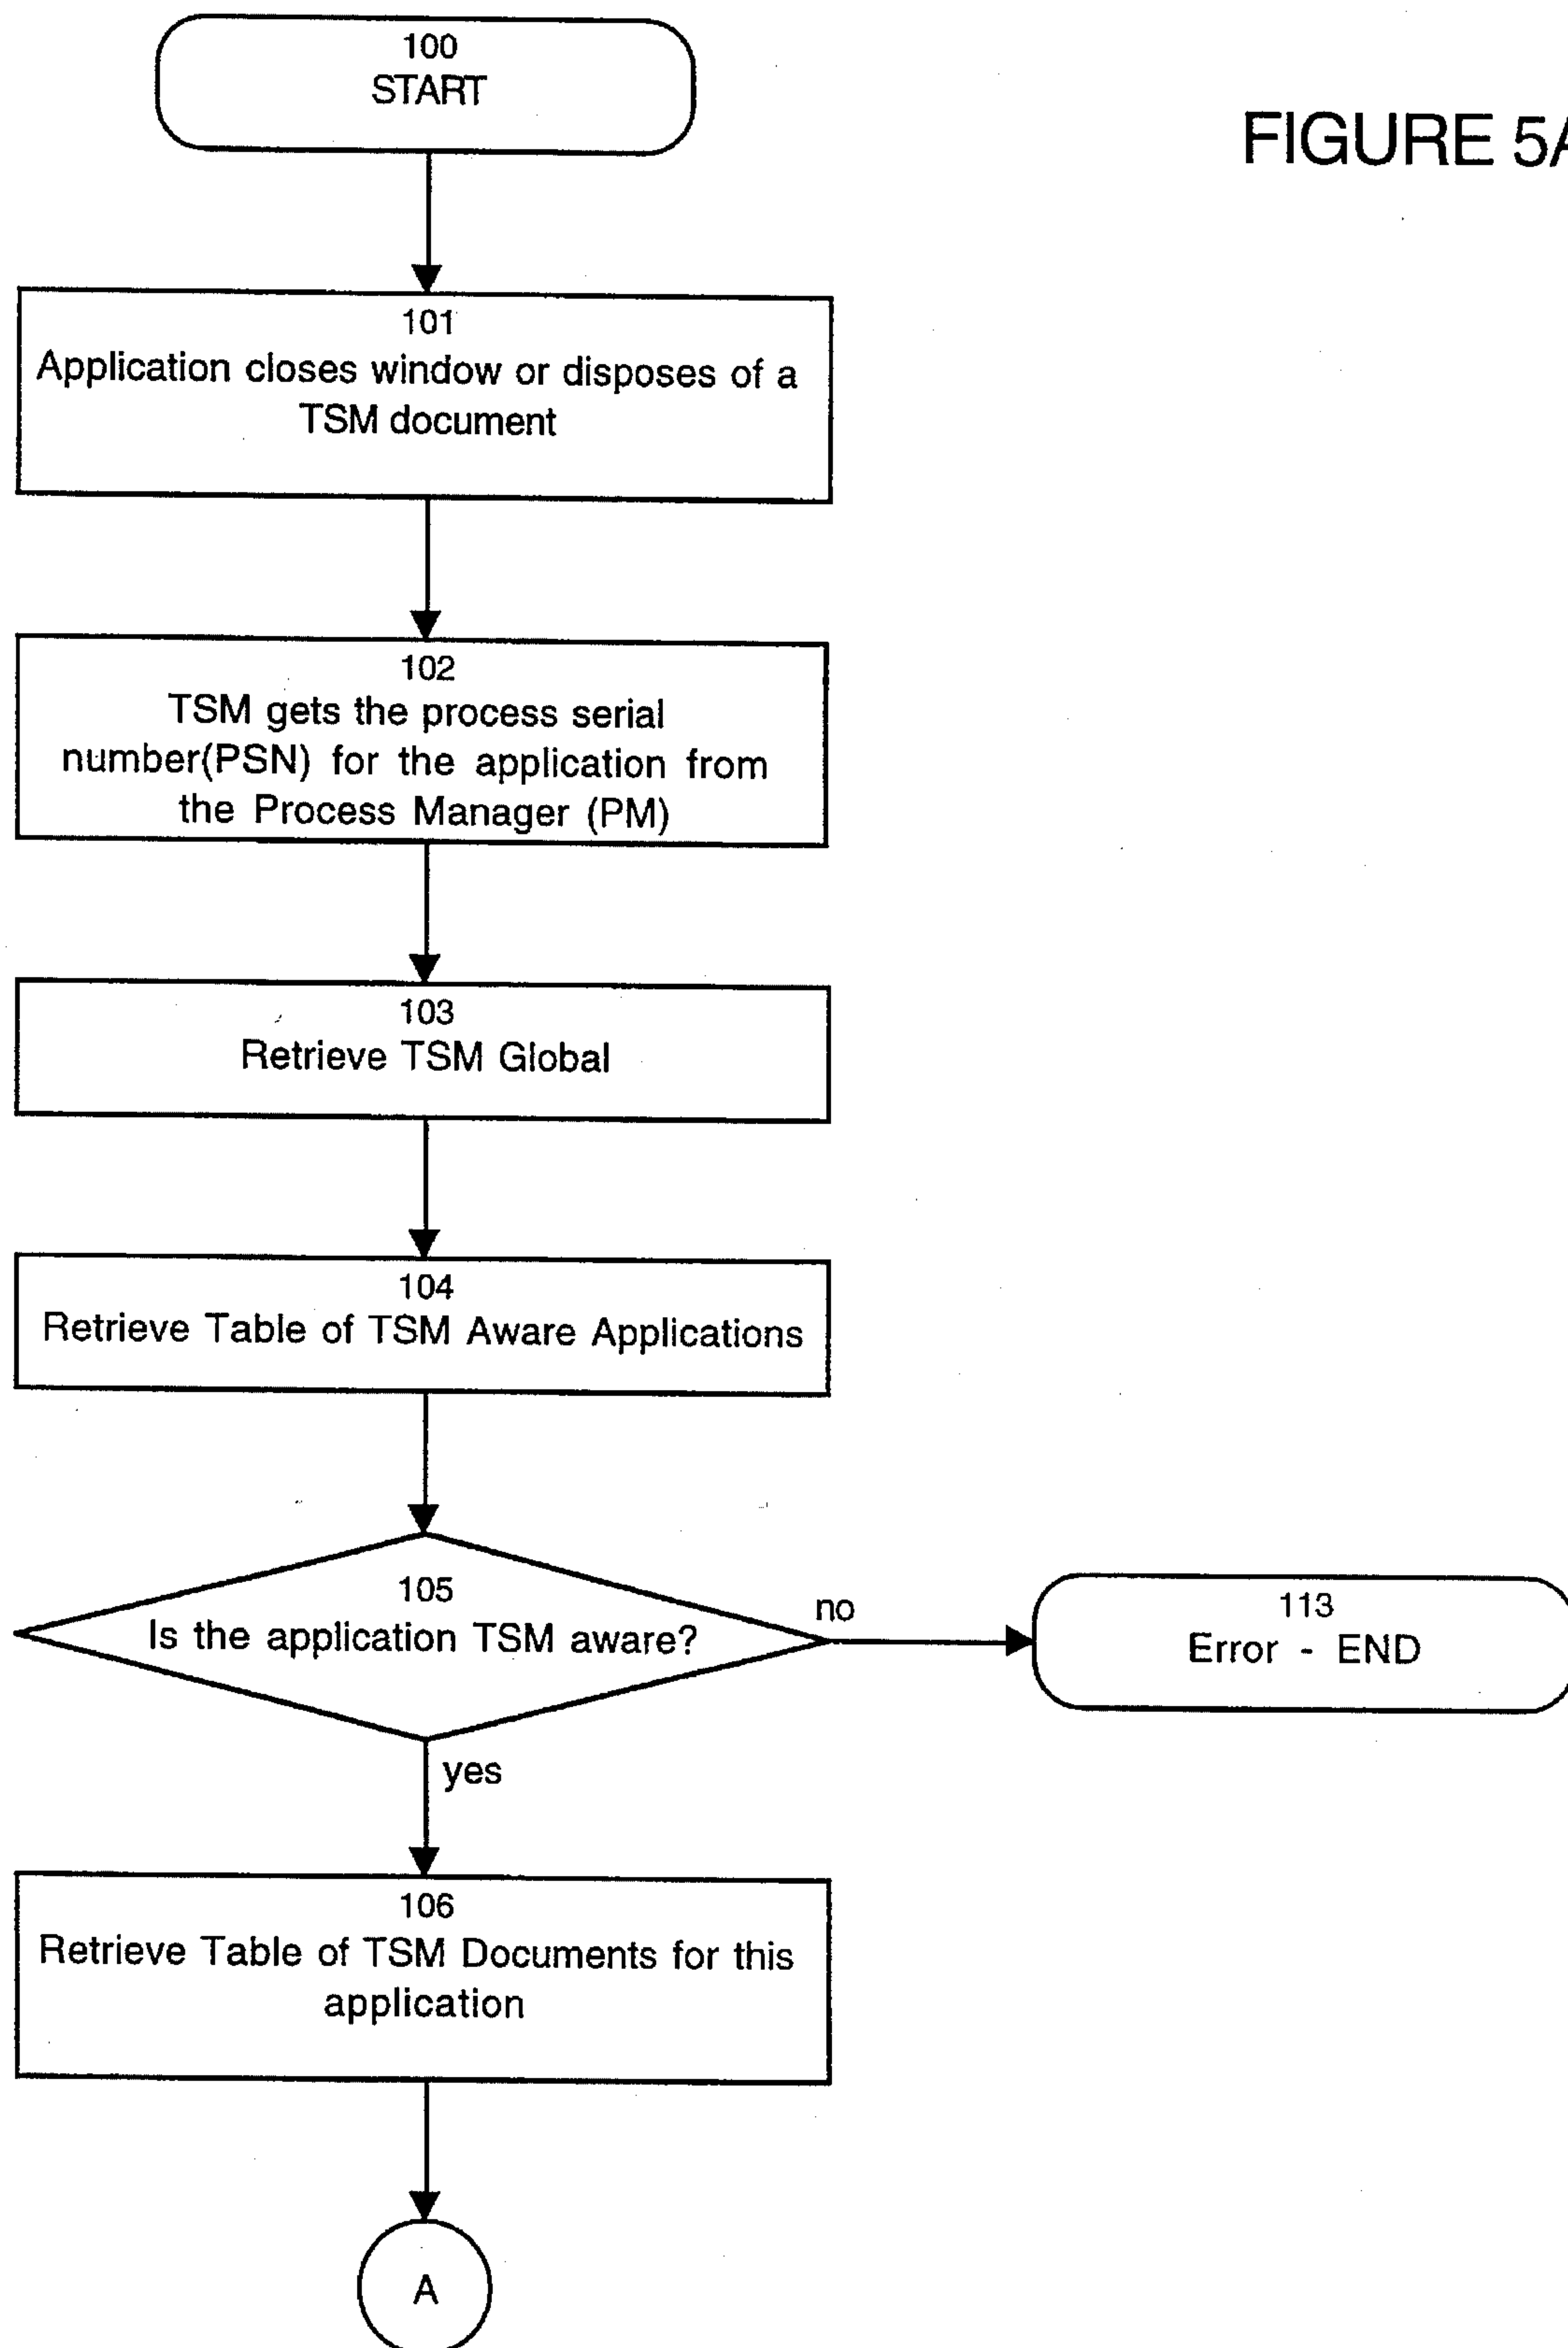 100
START
FIGURE 5A
101
Application closes window or disposes of a
TSM document
102
TSM gets the process serial
number(PSN) for the application from
the Process Manager (PM)
103
Retrieve TSM Global
104
Retrieve Table of TSM Aware Applications
105
Is the application TSM aware?
no
113
Error - END
yes
106
Retrieve Table of TSM Documents for this
application
A